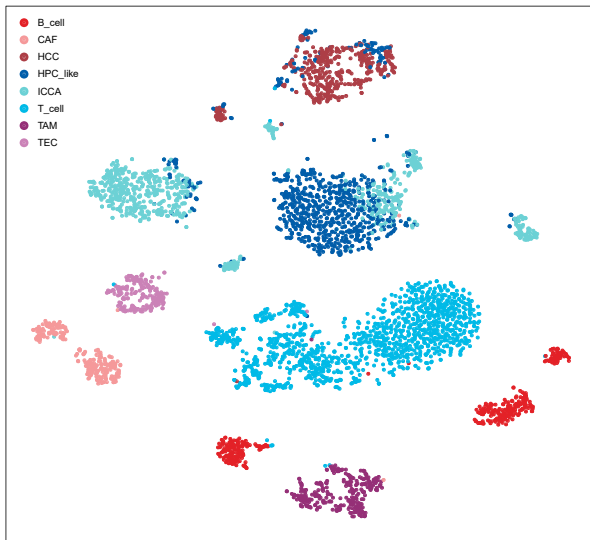 B_cell
CAF
HCC
HPC_like
ICCA
T_cell
TAM
TEC